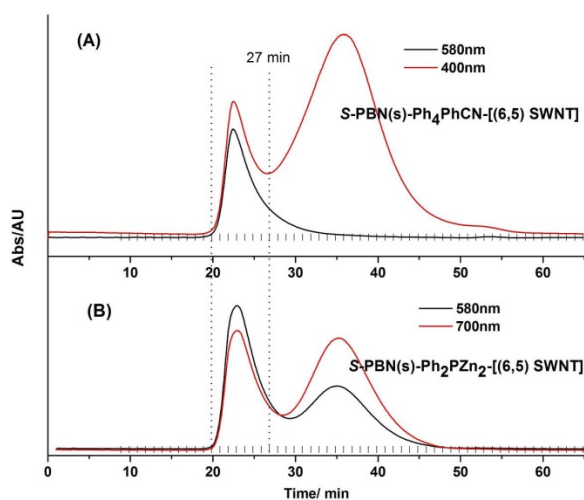 (A)
27 min
580nm
400nm
S-PBN(s)-Ph4PhCN-[(6,5) SWNT]
Abs/AU
10 20 30 40 50 60
(B)
580nm
700nm
S-PBN(s)-Ph2PZn2-[(6,5) SWNT]
0 10 20 30 40 50 60
Time/ min